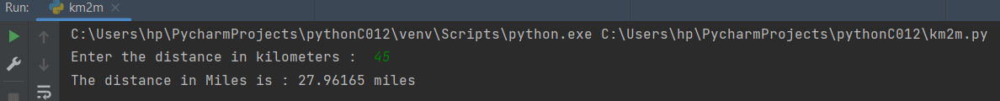 Run: km2m
C:\Users\hp\PycharmProjects\pythonC012\venv\Scripts\python.exe C:\Users\hp\PycharmProjects\pythonC012\km2m.py
Enter the distance in kilometers :  45
The distance in Miles is : 27.96165 miles